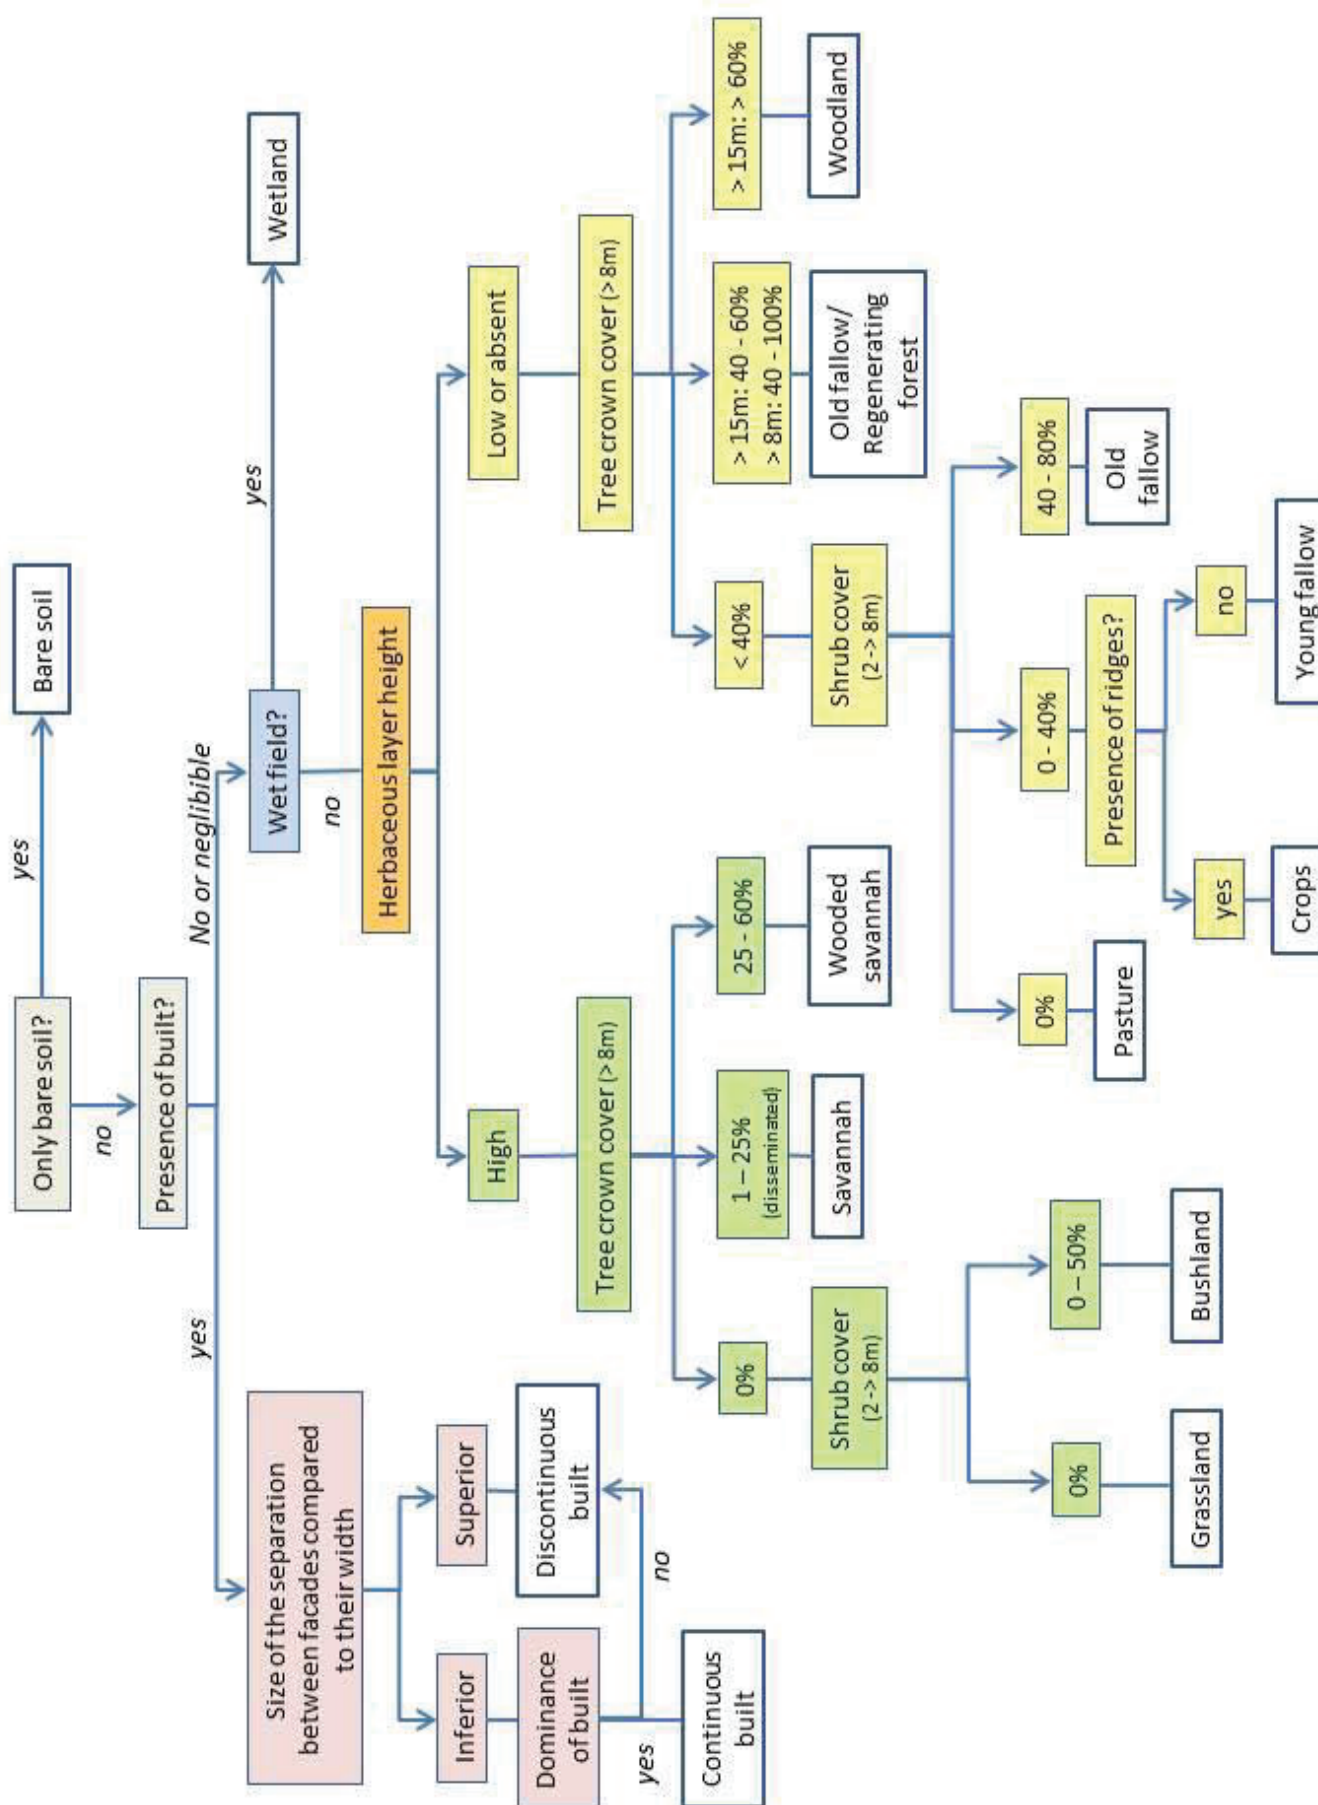 Only bare soil?
yes
Bare soil
no
Presence of built?
yes
No or neglibible
Size of the separation
between facades compared
to their width
Wet field?
yes
Wetland
no
Herbaceous layer height
Inferior
Superior
High
Low or absent
Dominance
of built
Discontinuous
built
Tree crown cover (> 8m)
Tree crown cover (> 8m)
yes
no
Continuous
built
0%
1 – 25%
(disseminated)
25 - 60%
< 40%
> 15m: 40 - 60%
> 8m: 40 - 100%
> 15m: > 60%
Shrub cover
(2 -> 8m)
Savannah
Wooded
savannah
Shrub cover
(2 -> 8m)
Old fallow/
Regenerating
forest
Woodland
0%
0 – 50%
0%
0 - 40%
40 - 80%
Grassland
Bushland
Pasture
Presence of ridges?
Old
fallow
yes
no
Crops
Young fallow